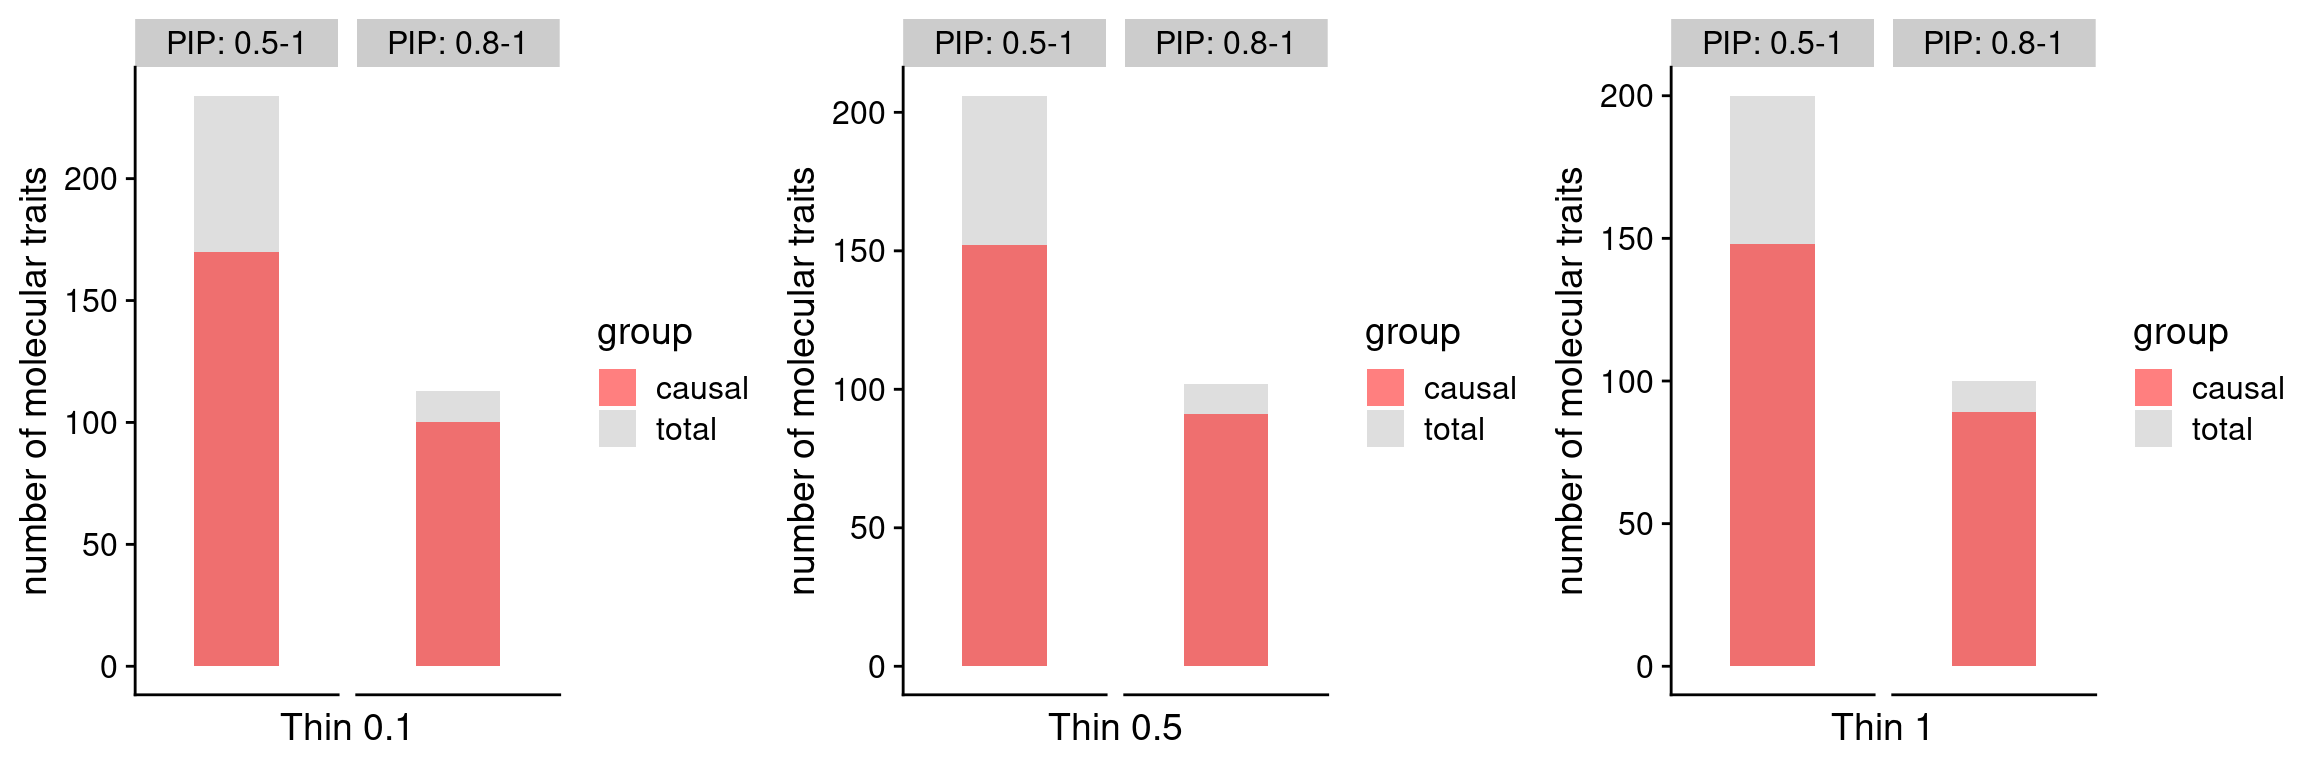 PIP: 0.5-1 PIP: 0.8-1
number of molecular traits
200
150
100
50
0
Thin 0.1
group
causal
total
PIP: 0.5-1 PIP: 0.8-1
number of molecular traits
200
150
100
50
0
Thin 0.5
group
causal
total
PIP: 0.5-1 PIP: 0.8-1
number of molecular traits
200
150
100
50
0
Thin 1
group
causal
total